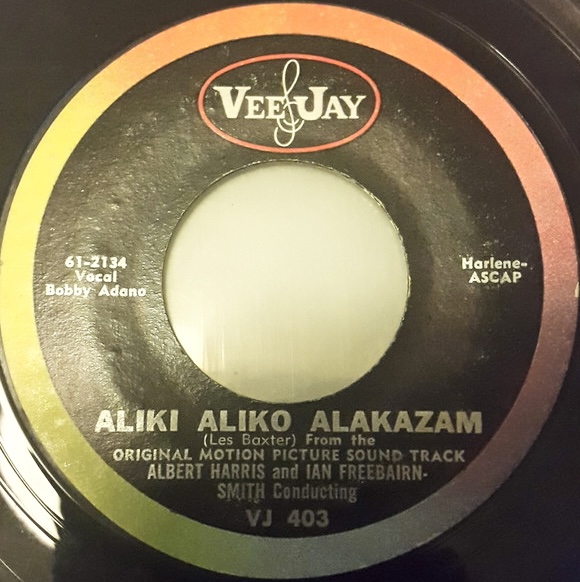 VEE JAY
61-2134
Vocal
Bobby Adano
Harlene-
ASCAP
ALIKI ALIKO ALAKAZAM
(Les Baxter) From the
ORIGINAL MOTION PICTURE SOUND TRACK
ALBERT HARRIS and IAN FREEBAIRN-
SMITH Conducting
VJ 403